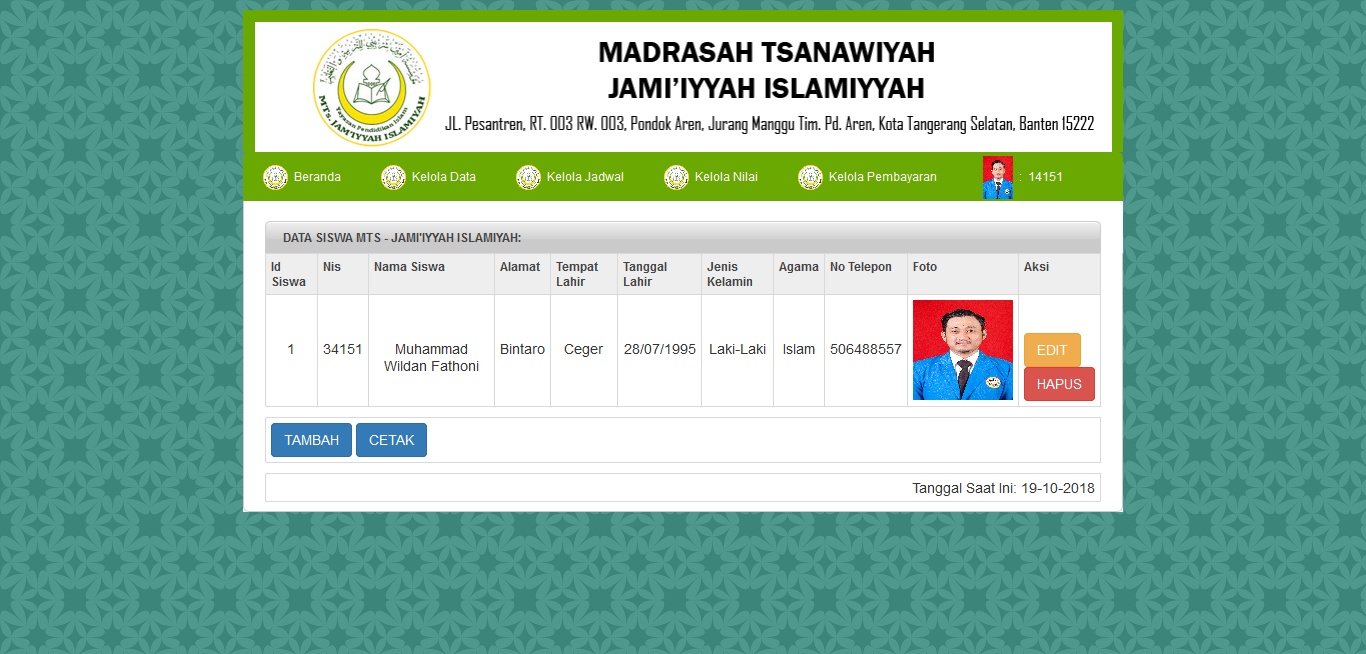 MADRASAH TSANAWIYAH
JAMI'IYYAH ISLAMIYYAH
JL. Pesantren, RT. 003 RW. 003, Pondok Aren, Jurang Manggu Tim. Pd. Aren, Kota Tangerang Selatan, Banten 15222
Yayasan Pendidikan Islam
MTs. JAM'IYYAH ISLAMIYAH
Beranda Kelola Data Kelola Jadwal Kelola Nilai Kelola Pembayaran : 14151
DATA SISWA MTS - JAMI'IYYAH ISLAMIYAH:
Id Siswa Nis Nama Siswa Alamat Tempat Lahir Tanggal Lahir Jenis Kelamin Agama No Telepon Foto Aksi
1 34151 Muhammad Wildan Fathoni Bintaro Ceger 28/07/1995 Laki-Laki Islam 506488557
EDIT
HAPUS
TAMBAH CETAK
Tanggal Saat Ini: 19-10-2018